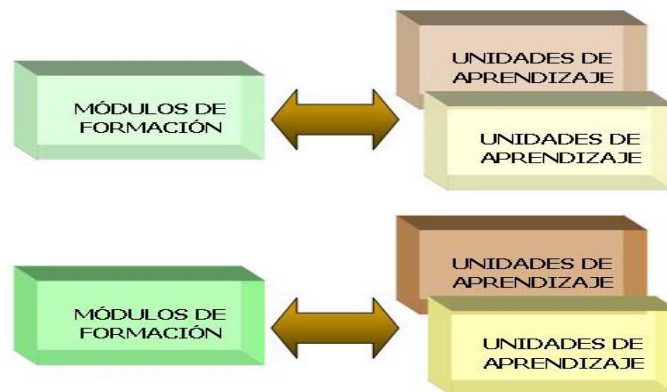 MÓDULOS DE
FORMACIÓN
UNIDADES DE
APRENDIZAJE
UNIDADES DE
APRENDIZAJE
MÓDULOS DE
FORMACIÓN
UNIDADES DE
APRENDIZAJE
UNIDADES DE
APRENDIZAJE